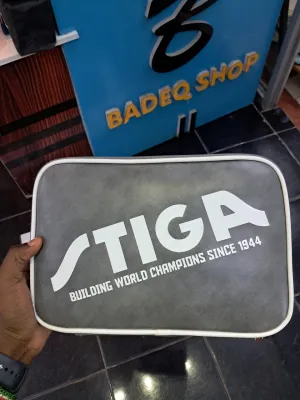 BADEQ SHOP
STIGA
BUILDING WORLD CHAMPIONS SINCE 1944